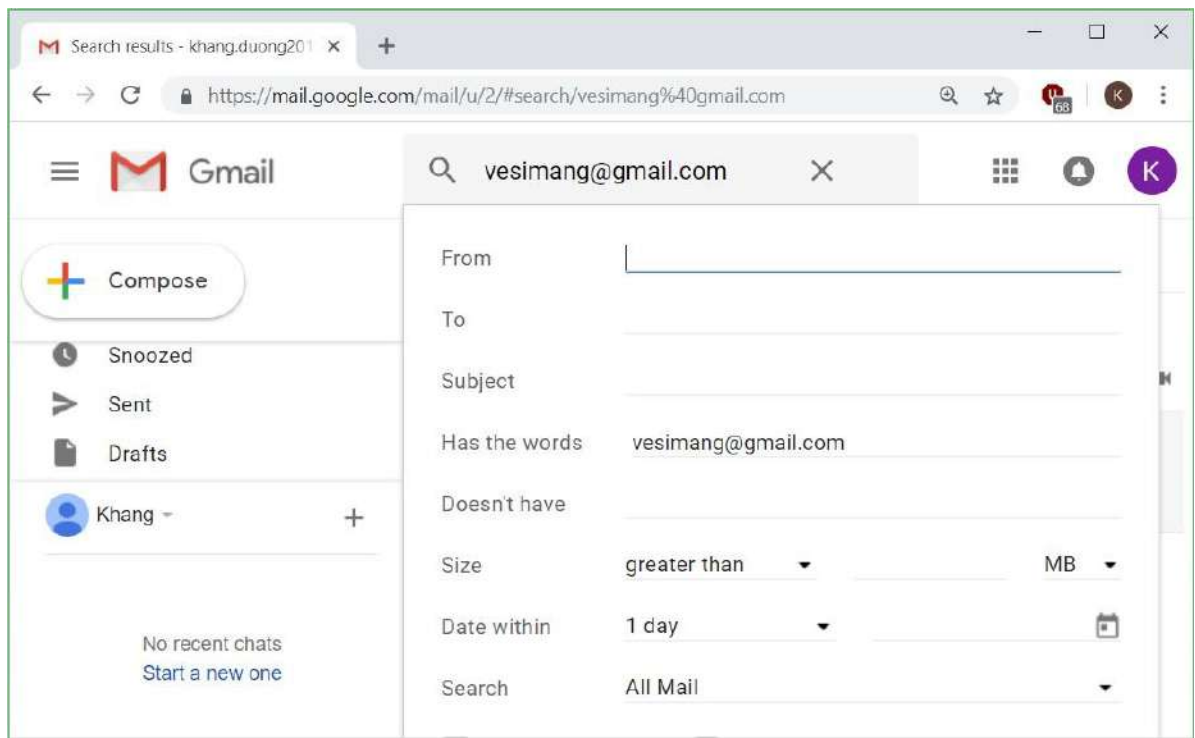 Search results - khang.duong201
https://mail.google.com/mail/u/2/#search/vesimang%40gmail.com
68
K
Gmail
vesimang@gmail.com
K
Compose
Snoozed
Sent
Drafts
Khang
No recent chats
Start a new one
From
To
Subject
Has the words vesimang@gmail.com
Doesn't have
Size greater than MB
Date within 1 day
Search All Mail